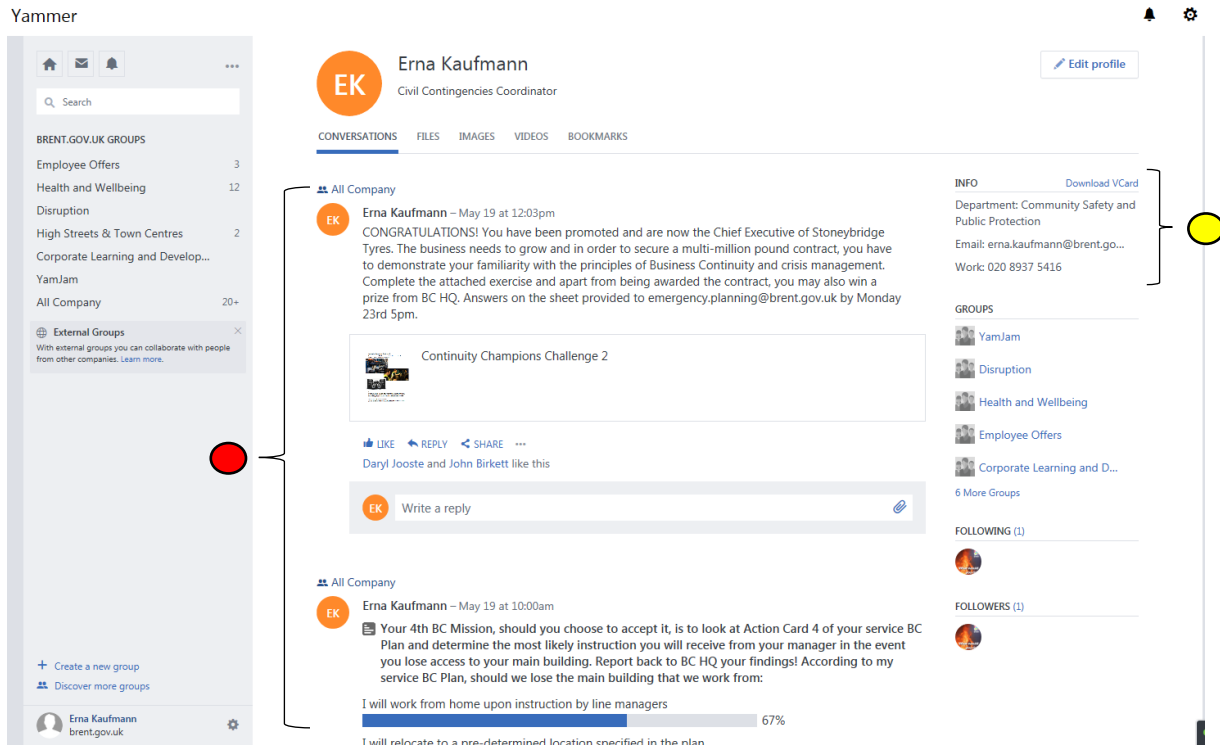 Yammer
Search
BRENT.GOV.UK GROUPS
Employee Offers 3
Health and Wellbeing 12
Disruption
High Streets & Town Centres 2
Corporate Learning and Develop...
YamJam
All Company 20+
External Groups
With external groups you can collaborate with people
from other companies. Learn more.
+ Create a new group
Discover more groups
Erna Kaufmann
brent.gov.uk
EK
Erna Kaufmann
Civil Contingencies Coordinator
Edit profile
CONVERSATIONS FILES IMAGES VIDEOS BOOKMARKS
All Company
EK
Erna Kaufmann – May 19 at 12:03pm
CONGRATULATIONS! You have been promoted and are now the Chief Executive of Stoneybridge
Tyres. The business needs to grow and in order to secure a multi-million pound contract, you have
to demonstrate your familiarity with the principles of Business Continuity and crisis management.
Complete the attached exercise and apart from being awarded the contract, you may also win a
prize from BC HQ. Answers on the sheet provided to emergency.planning@brent.gov.uk by Monday
23rd 5pm.
Continuity Champions Challenge 2
LIKE REPLY SHARE ...
Daryl Jooste and John Birkett like this
EK
Write a reply
All Company
EK
Erna Kaufmann – May 19 at 10:00am
Your 4th BC Mission, should you choose to accept it, is to look at Action Card 4 of your service BC
Plan and determine the most likely instruction you will receive from your manager in the event
you lose access to your main building. Report back to BC HQ your findings! According to my
service BC Plan, should we lose the main building that we work from:
I will work from home upon instruction by line managers
67%
I will relocate to a pre-determined location specified in the plan
INFO Download VCard
Department: Community Safety and
Public Protection
Email: erna.kaufmann@brent.go...
Work: 020 8937 5416
GROUPS
YamJam
Disruption
Health and Wellbeing
Employee Offers
Corporate Learning and D...
6 More Groups
FOLLOWING (1)
FOLLOWERS (1)